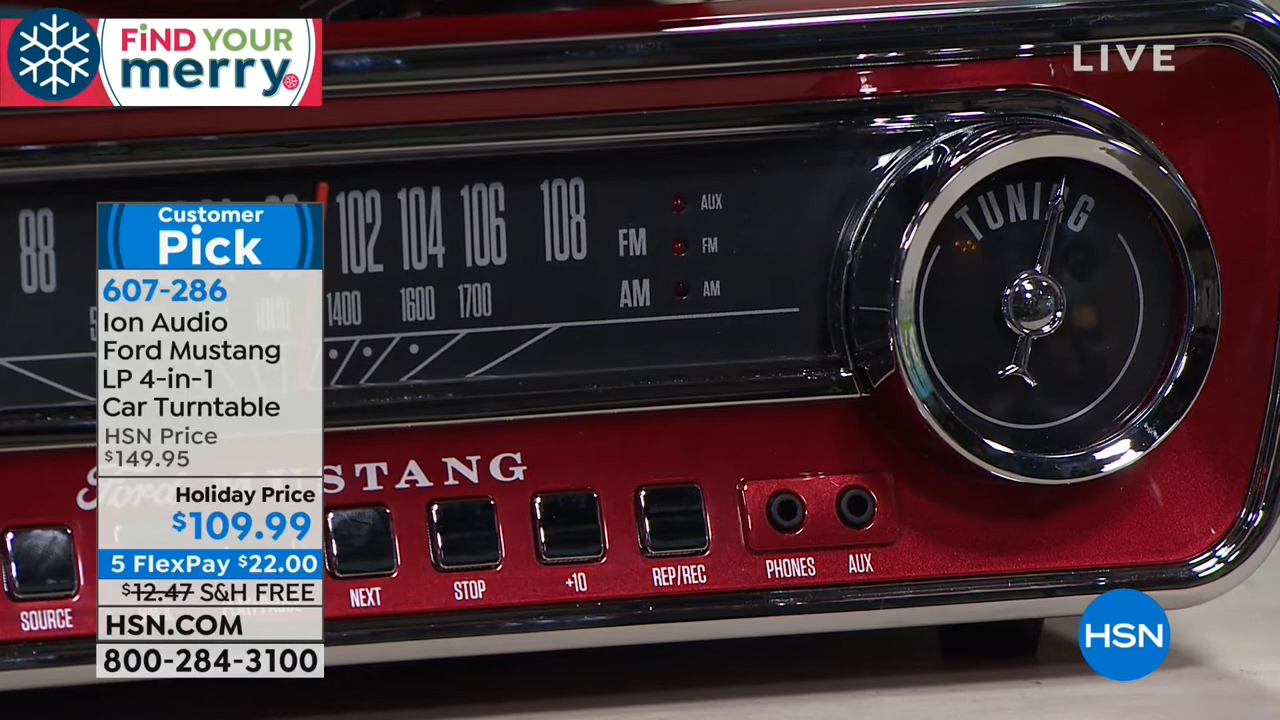 FiND YOUR
merry.
LIVE
Customer
Pick
607-286
Ion Audio
Ford Mustang
LP 4-in-1
Car Turntable
HSN Price
$149.95
Holiday Price
$109.99
5 FlexPay $22.00
$12.47 S&H FREE
HSN.COM
800-284-3100
88
102 104 106 108
FM
AM
1400 1600 1700
AUX
FM
AM
TUNING
Ford MUSTANG
SOURCE
NEXT
STOP
+10
REP/REC
PHONES
AUX
HSN